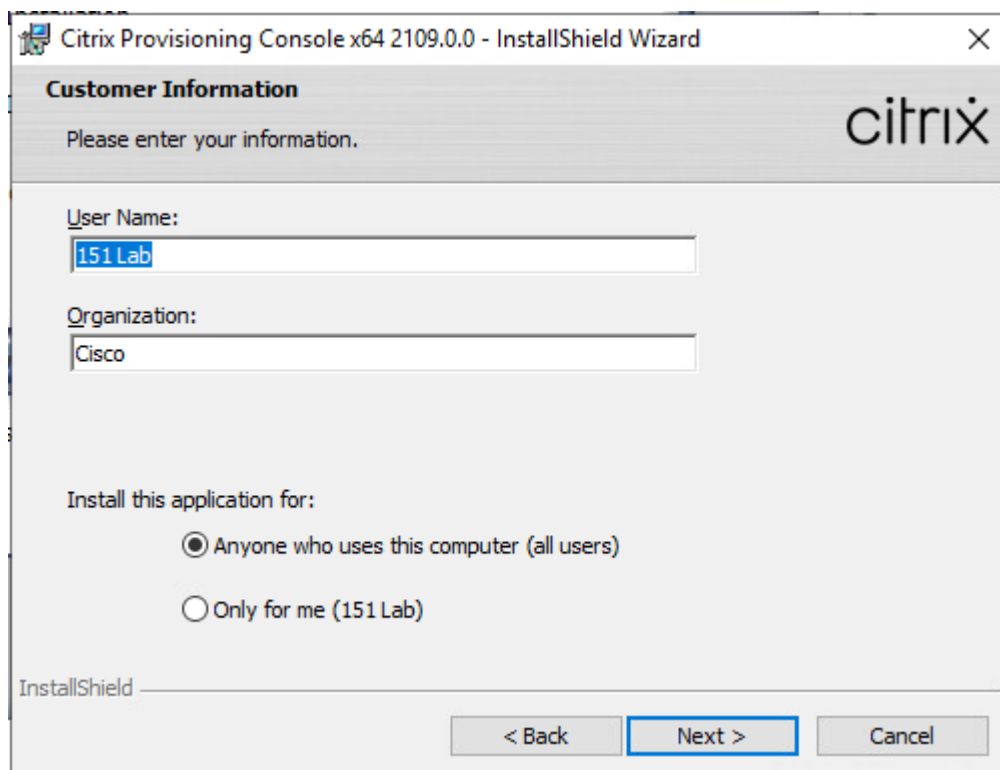 Citrix Provisioning Console x64 2109.0.0 - InstallShield Wizard
Customer Information
Please enter your information.
citrix
User Name:
151 Lab
Organization:
Cisco
Install this application for:
Anyone who uses this computer (all users)
Only for me (151 Lab)
InstallShield
< Back
Next >
Cancel